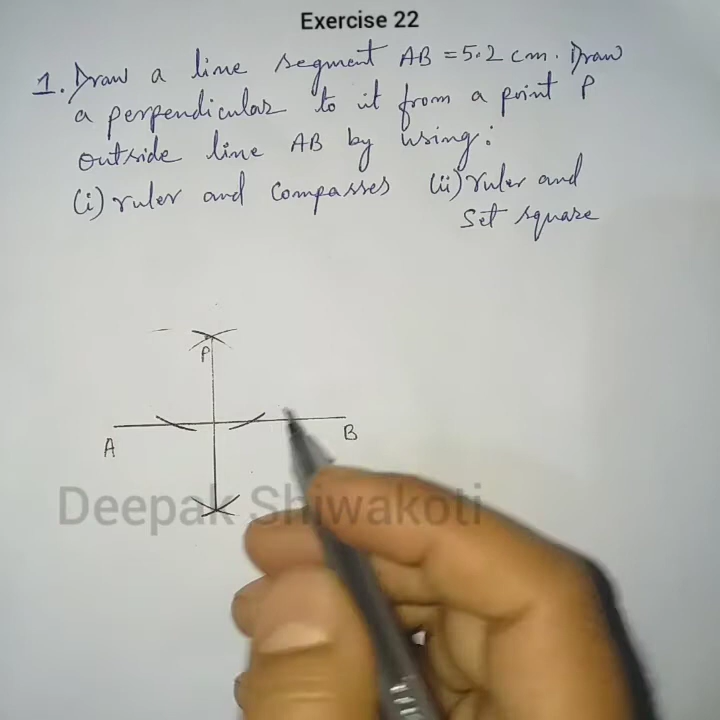 Exercise 22
1. Draw a line segment AB = 5.2 cm. Draw
a perpendicular to it from a point P
outside line AB by using:
(i) ruler and compasses (ii) ruler and
set square
P
A
B
Deepak Shiwakoti